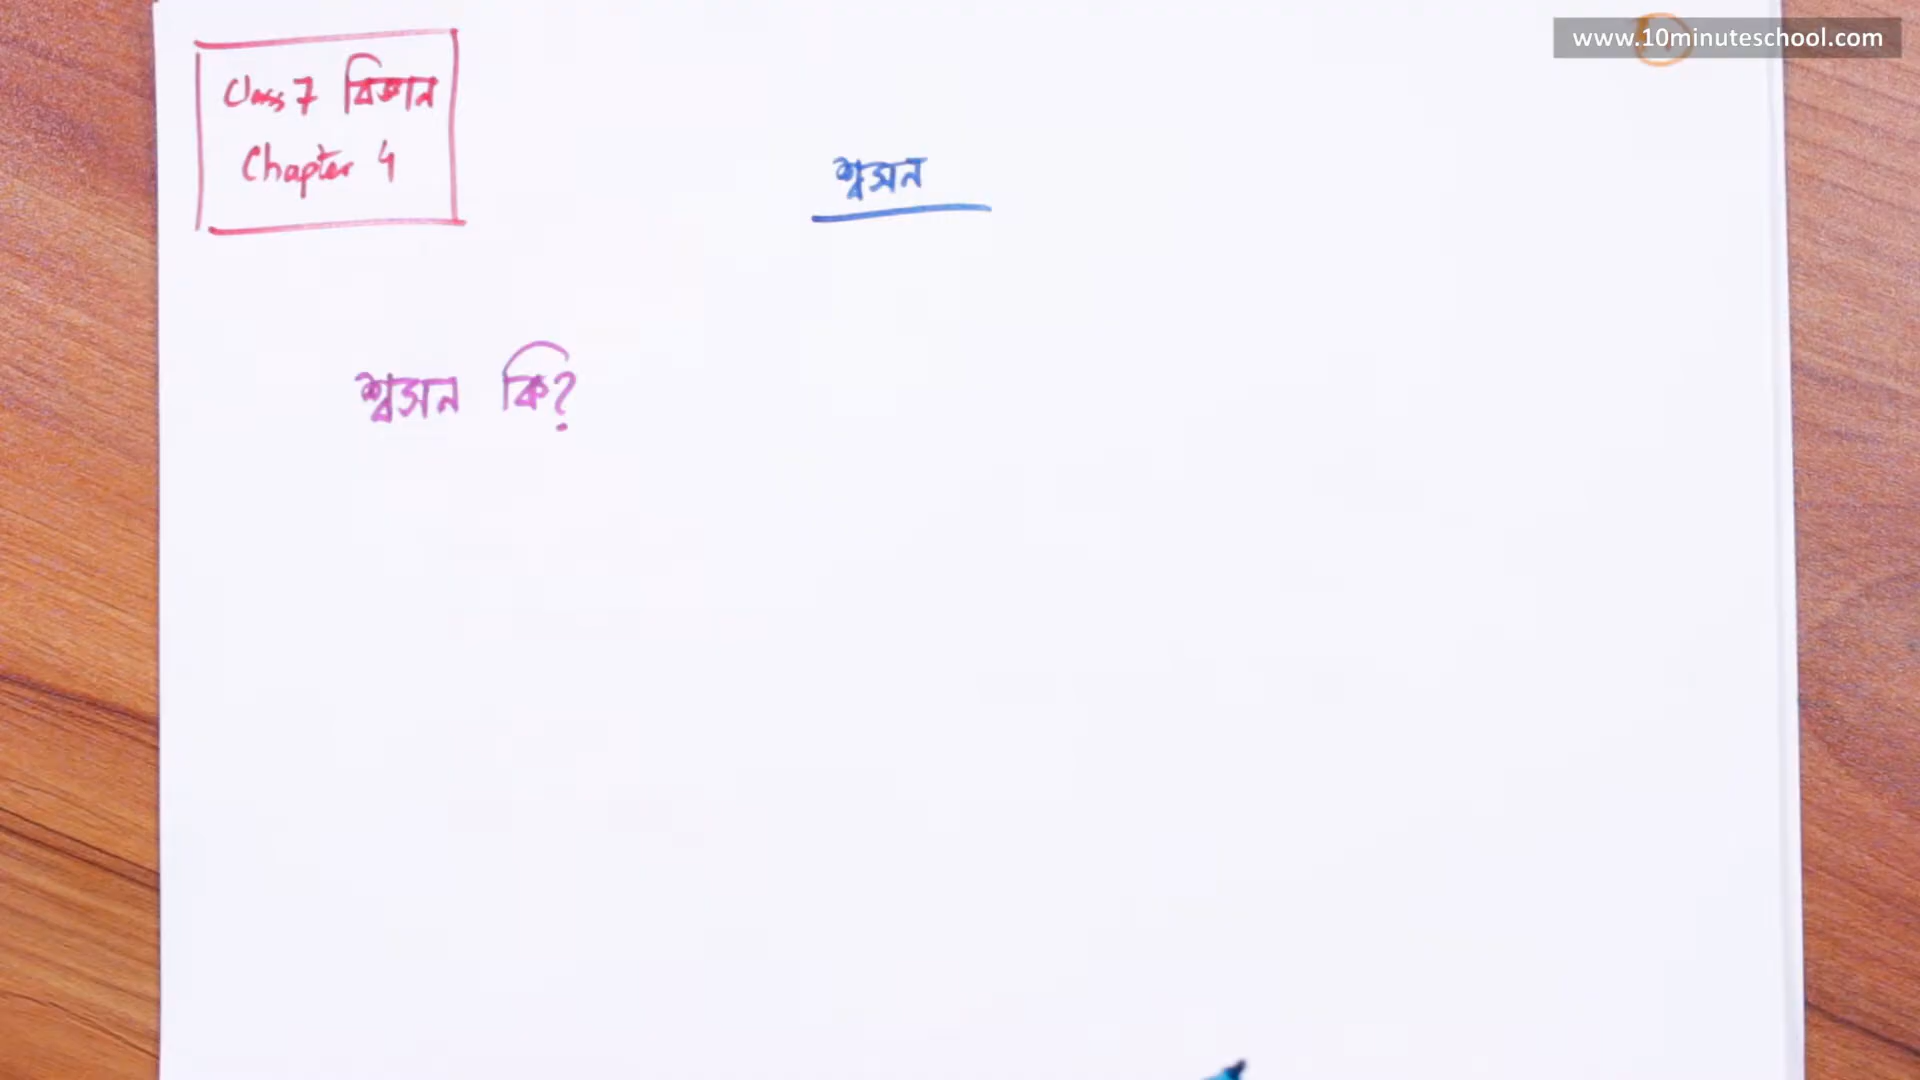 www.10minuteschool.com
Class 7 বিজ্ঞান
Chapter 4
শ্বসন
শ্বসন কি?